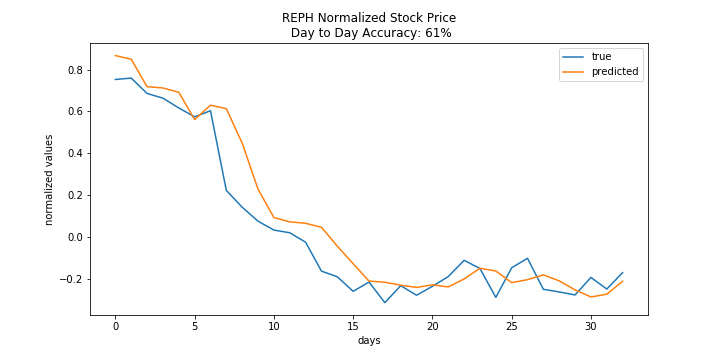 REPH Normalized Stock Price
Day to Day Accuracy: 61%
true
predicted
normalized values
0.8
0.6
0.4
0.2
0.0
−0.2
0 5 10 15 20 25 30
days